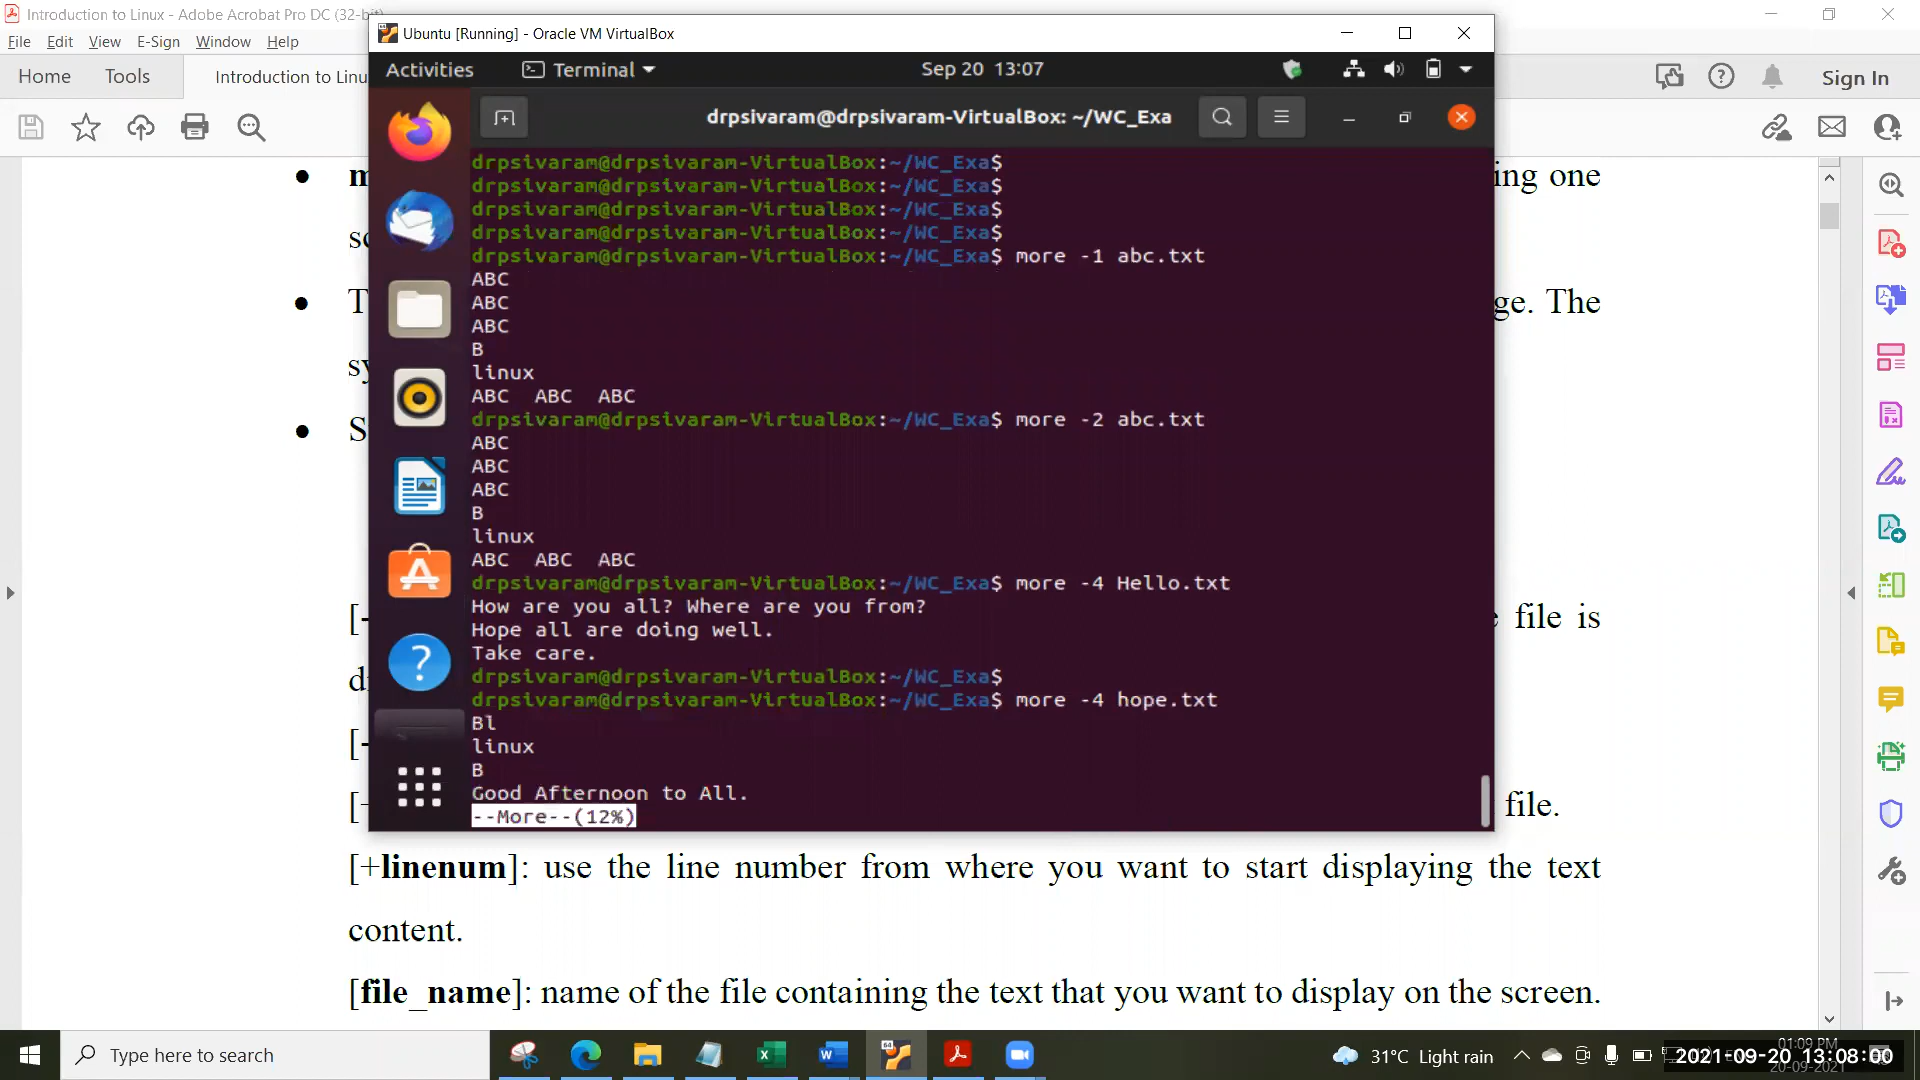 Introduction to Linux - Adobe Acrobat Pro DC (32-bit)
File Edit View E-Sign Window Help
Home Tools Introduction to Linu
Sign In
Ubuntu [Running] - Oracle VM VirtualBox
Activities Terminal Sep 20 13:07
drpsivaram@drpsivaram-VirtualBox: ~/WC_Exa
drpsivaram@drpsivaram-VirtualBox:~/WC_Exa$
drpsivaram@drpsivaram-VirtualBox:~/WC_Exa$
drpsivaram@drpsivaram-VirtualBox:~/WC_Exa$
drpsivaram@drpsivaram-VirtualBox:~/WC_Exa$
drpsivaram@drpsivaram-VirtualBox:~/WC_Exa$ more -1 abc.txt
ABC
ABC
ABC
B
linux
ABC ABC ABC
drpsivaram@drpsivaram-VirtualBox:~/WC_Exa$ more -2 abc.txt
ABC
ABC
ABC
B
linux
ABC ABC ABC
drpsivaram@drpsivaram-VirtualBox:~/WC_Exa$ more -4 Hello.txt
How are you all? Where are you from?
Hope all are doing well.
Take care.
drpsivaram@drpsivaram-VirtualBox:~/WC_Exa$
drpsivaram@drpsivaram-VirtualBox:~/WC_Exa$ more -4 hope.txt
Bl
linux
B
Good Afternoon to All.
--More--(12%)
m ing one
sc
T ge. The
sy
S
[- file is
di
[-
[+ file.
[+linenum]: use the line number from where you want to start displaying the text
content.
[file_name]: name of the file containing the text that you want to display on the screen.
Type here to search
31°C Light rain
01:09 PM
2021-09-20 13:08:00
20-09-2021